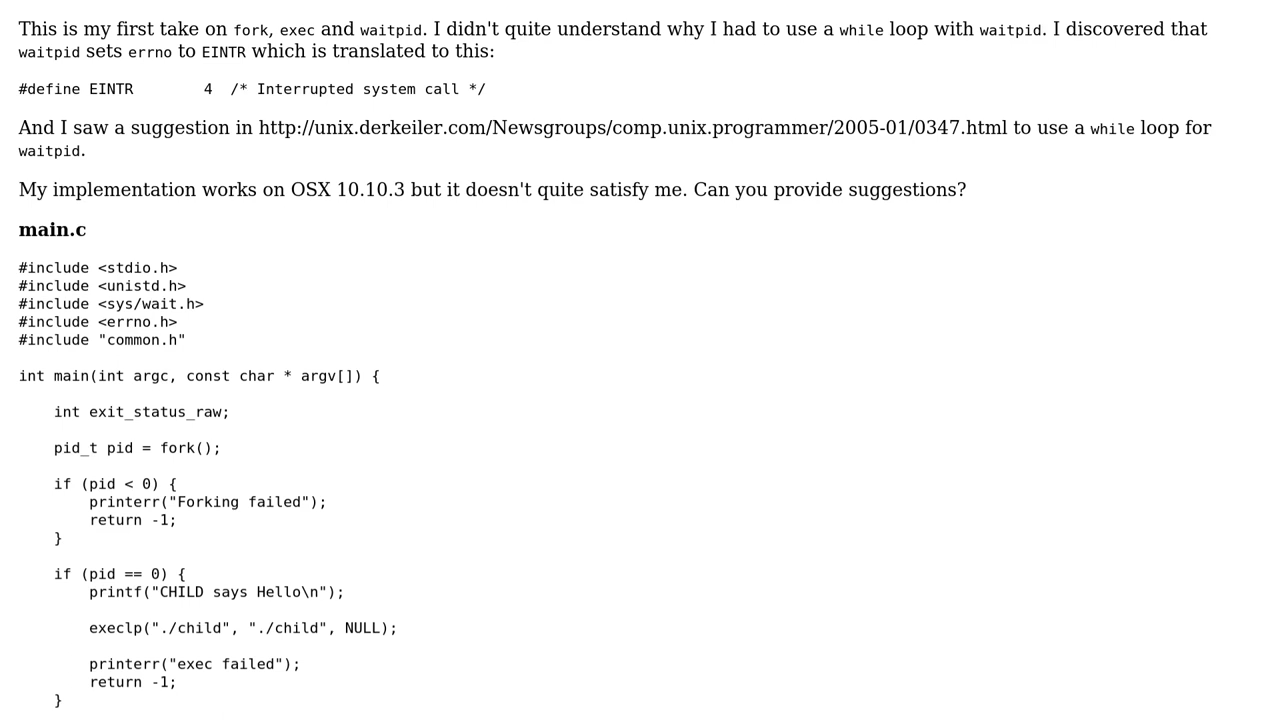 This is my first take on fork, exec and waitpid. I didn't quite understand why I had to use a while loop with waitpid. I discovered that
waitpid sets errno to EINTR which is translated to this:
#define EINTR        4  /* Interrupted system call */
And I saw a suggestion in http://unix.derkeiler.com/Newsgroups/comp.unix.programmer/2005-01/0347.html to use a while loop for
waitpid.
My implementation works on OSX 10.10.3 but it doesn't quite satisfy me. Can you provide suggestions?
main.c
#include <stdio.h>
#include <unistd.h>
#include <sys/wait.h>
#include <errno.h>
#include "common.h"
int main(int argc, const char * argv[]) {
    int exit_status_raw;
    pid_t pid = fork();
    if (pid < 0) {
        printerr("Forking failed");
        return -1;
    }
    if (pid == 0) {
        printf("CHILD says Hello\n");
        execlp("./child", "./child", NULL);
        printerr("exec failed");
        return -1;
    }